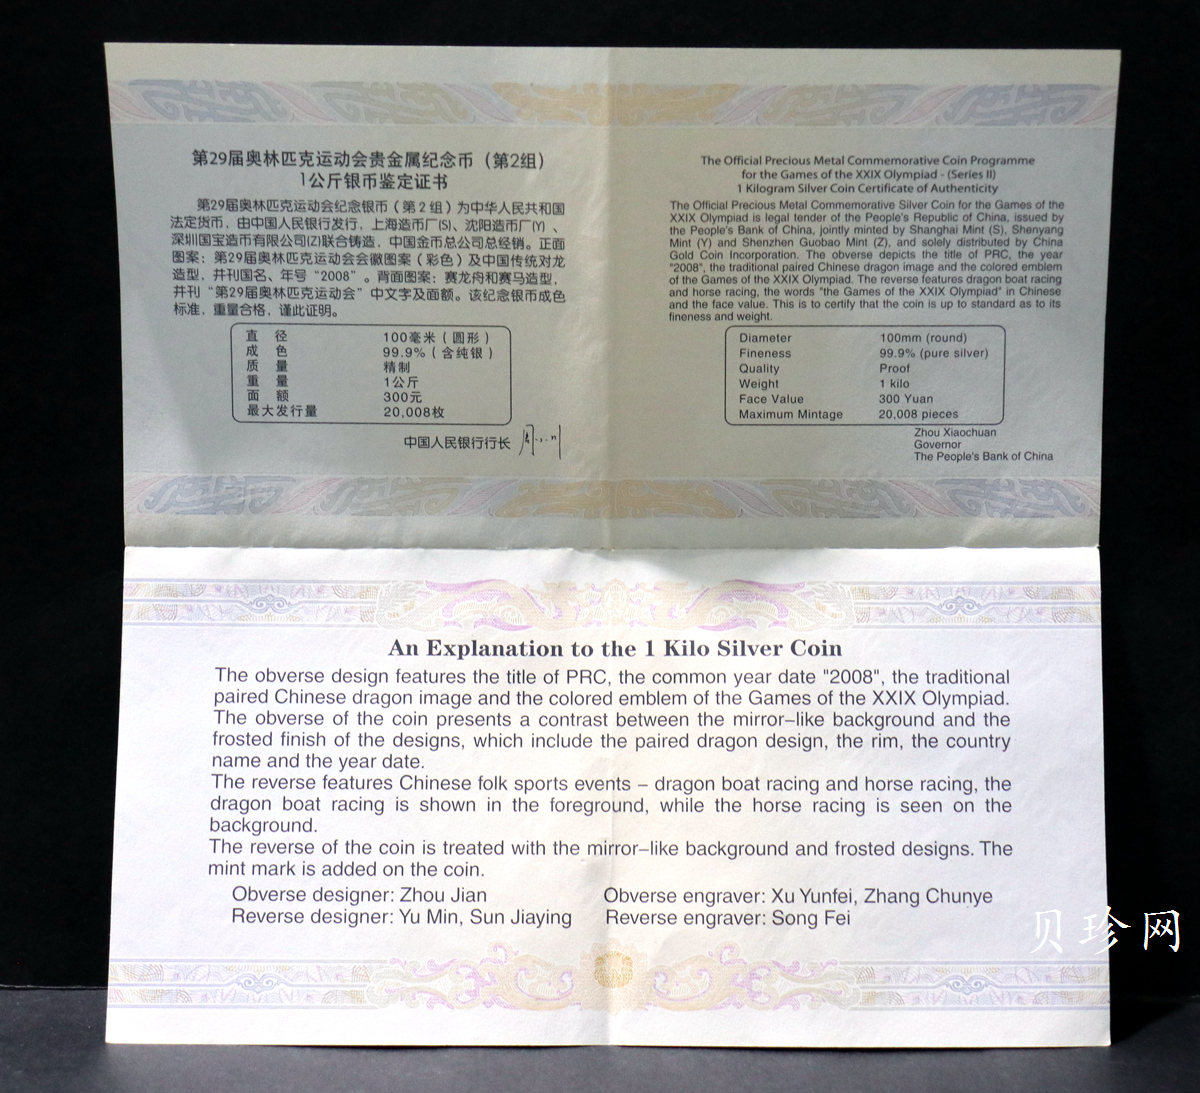 第29届奥林匹克运动会贵金属纪念币（第2组）
1公斤银币鉴定证书
第29届奥林匹克运动会纪念银币（第2组）为中华人民共和国
法定货币，由中国人民银行发行，上海造币厂(S)、沈阳造币厂(Y)、
深圳国宝造币有限公司(Z)联合铸造，中国金币总公司总经销。正面
图案：第29届奥林匹克运动会会徽图案（彩色）及中国传统对龙
造型，并刊国名、年号“2008”。背面图案：赛龙舟和赛马造型，
并刊“第29届奥林匹克运动会”中文字及面额。该纪念银币成色
标准，重量合格，谨此证明。
直 径 100毫米（圆形）
成 色 99.9%（含纯银）
质 量 精制
重 量 1公斤
面 额 300元
最大发行量 20,008枚
中国人民银行行长 周小川
The Official Precious Metal Commemorative Coin Programme
for the Games of the XXIX Olympiad - (Series II)
1 Kilogram Silver Coin Certificate of Authenticity
The Official Precious Metal Commemorative Silver Coin for the Games of the
XXIX Olympiad is legal tender of the People's Republic of China, issued by
the People's Bank of China, jointly minted by Shanghai Mint (S), Shenyang
Mint (Y) and Shenzhen Guobao Mint (Z), and solely distributed by China
Gold Coin Incorporation. The obverse depicts the title of PRC, the year
"2008", the traditional paired Chinese dragon image and the colored emblem
of the Games of the XXIX Olympiad. The reverse features dragon boat racing
and horse racing, the words "the Games of the XXIX Olympiad" in Chinese
and the face value. This is to certify that the coin is up to standard as to its
fineness and weight.
Diameter 100mm (round)
Fineness 99.9% (pure silver)
Quality Proof
Weight 1 kilo
Face Value 300 Yuan
Maximum Mintage 20,008 pieces
Zhou Xiaochuan
Governor
The People's Bank of China
An Explanation to the 1 Kilo Silver Coin
The obverse design features the title of PRC, the common year date "2008", the traditional
paired Chinese dragon image and the colored emblem of the Games of the XXIX Olympiad.
The obverse of the coin presents a contrast between the mirror–like background and the
frosted finish of the designs, which include the paired dragon design, the rim, the country
name and the year date.
The reverse features Chinese folk sports events – dragon boat racing and horse racing, the
dragon boat racing is shown in the foreground, while the horse racing is seen on the
background.
The reverse of the coin is treated with the mirror–like background and frosted designs. The
mint mark is added on the coin.
Obverse designer: Zhou Jian Obverse engraver: Xu Yunfei, Zhang Chunye
Reverse designer: Yu Min, Sun Jiaying Reverse engraver: Song Fei
贝珍网